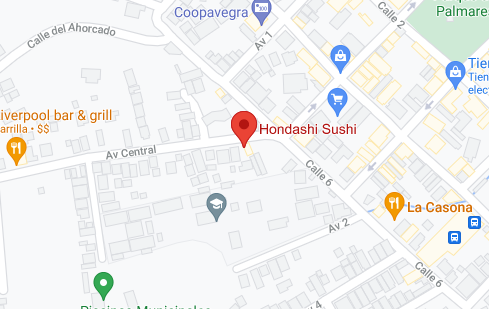 Coopavegra
Calle 2
Palmare
Calle del Ahorcado
Av 1
Tien
Tien
elect
iverpool bar & grill
arrilla • $$
Hondashi Sushi
Av Central
Calle 6
La Casona
Av 2
Calle 6
Piscinas Municipales